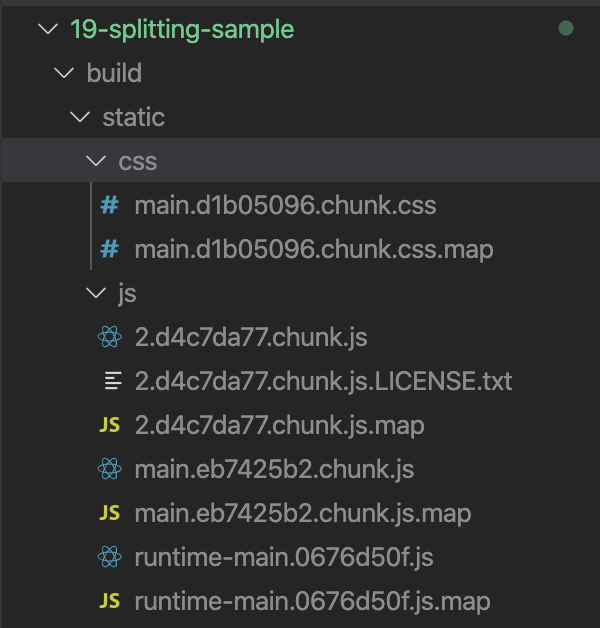 19-splitting-sample
build
static
css
# main.d1b05096.chunk.css
# main.d1b05096.chunk.css.map
js
2.d4c7da77.chunk.js
2.d4c7da77.chunk.js.LICENSE.txt
JS 2.d4c7da77.chunk.js.map
main.eb7425b2.chunk.js
JS main.eb7425b2.chunk.js.map
runtime-main.0676d50f.js
JS runtime-main.0676d50f.js.map